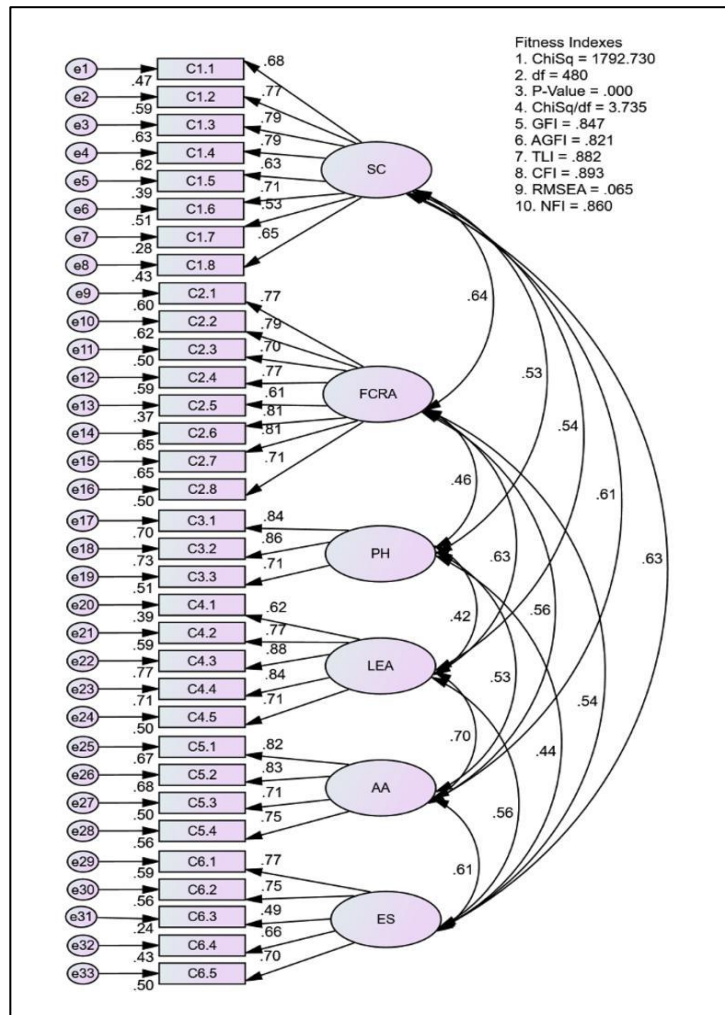 Fitness Indexes
1. ChiSq = 1792.730
2. df = 480
3. P-Value = .000
4. ChiSq/df = 3.735
5. GFI = .847
6. AGFI = .821
7. TLI = .882
8. CFI = .893
9. RMSEA = .065
10. NFI = .860
e1 C1.1 .68
.47
e2 C1.2 .77
.59
e3 C1.3 .79
.63
e4 C1.4 .79
.62
e5 C1.5 .63
.39
e6 C1.6 .71
.51
e7 C1.7 .53
.28
e8 C1.8 .65
.43
SC
e9 C2.1 .77
.60
e10 C2.2 .79
.62
e11 C2.3 .70
.50
e12 C2.4 .77
.59
e13 C2.5 .61
.37
e14 C2.6 .81
.65
e15 C2.7 .81
.65
e16 C2.8 .71
.50
FCRA
e17 C3.1 .84
.70
e18 C3.2 .86
.73
e19 C3.3 .71
.51
PH
e20 C4.1 .62
.39
e21 C4.2 .77
.59
e22 C4.3 .88
.77
e23 C4.4 .84
.71
e24 C4.5 .71
.50
LEA
e25 C5.1 .82
.67
e26 C5.2 .83
.68
e27 C5.3 .71
.50
e28 C5.4 .75
.56
AA
e29 C6.1 .77
.59
e30 C6.2 .75
.56
e31 C6.3 .49
.24
e32 C6.4 .66
.43
e33 C6.5 .70
.50
ES
.64
.53
.54
.61
.63
.46
.63
.56
.54
.42
.53
.44
.70
.56
.61